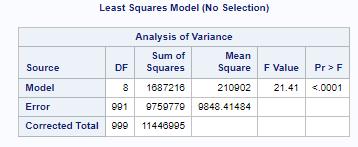 Least Squares Model (No Selection)
Analysis of Variance
Source DF Sum of Squares Mean Square F Value Pr > F
Model 8 1687216 210902 21.41 <.0001
Error 991 9759779 9848.41484
Corrected Total 999 11446995